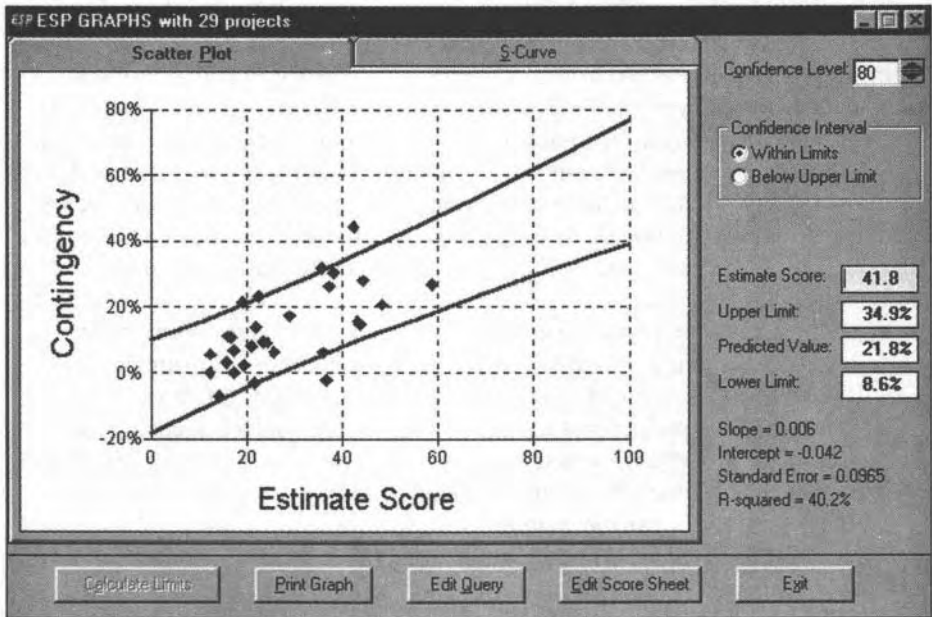 ESP ESP GRAPHS with 29 projects
Scatter Plot
S-Curve
Contingency
80%
60%
40%
20%
0%
-20%
0 20 40 60 80 100
Estimate Score
Confidence Level: 80
Confidence Interval
Within Limits
Below Upper Limit
Estimate Score: 41.8
Upper Limit: 34.9%
Predicted Value: 21.8%
Lower Limit: 8.6%
Slope = 0.006
Intercept = -0.042
Standard Error = 0.0965
R-squared = 40.2%
Calculate Limits
Print Graph
Edit Query
Edit Score Sheet
Exit